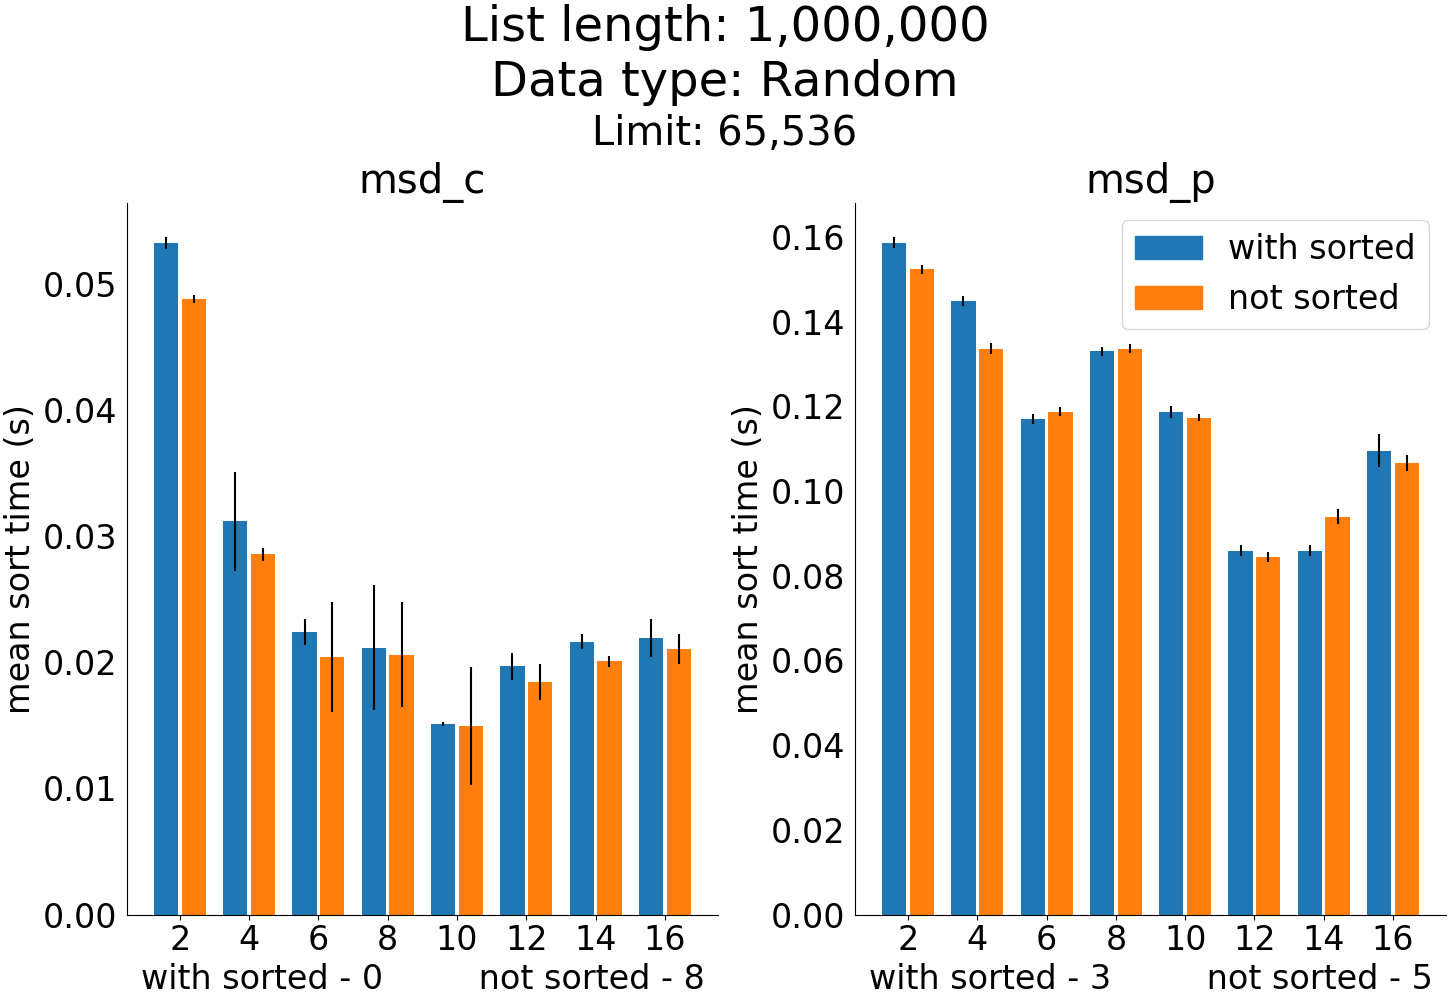 List length: 1,000,000
Data type: Random
Limit: 65,536
msd_c
mean sort time (s)
0.05
0.04
0.03
0.02
0.01
0.00
2 4 6 8 10 12 14 16
with sorted - 0 not sorted - 8
msd_p
with sorted
not sorted
mean sort time (s)
0.16
0.14
0.12
0.10
0.08
0.06
0.04
0.02
0.00
2 4 6 8 10 12 14 16
with sorted - 3 not sorted - 5